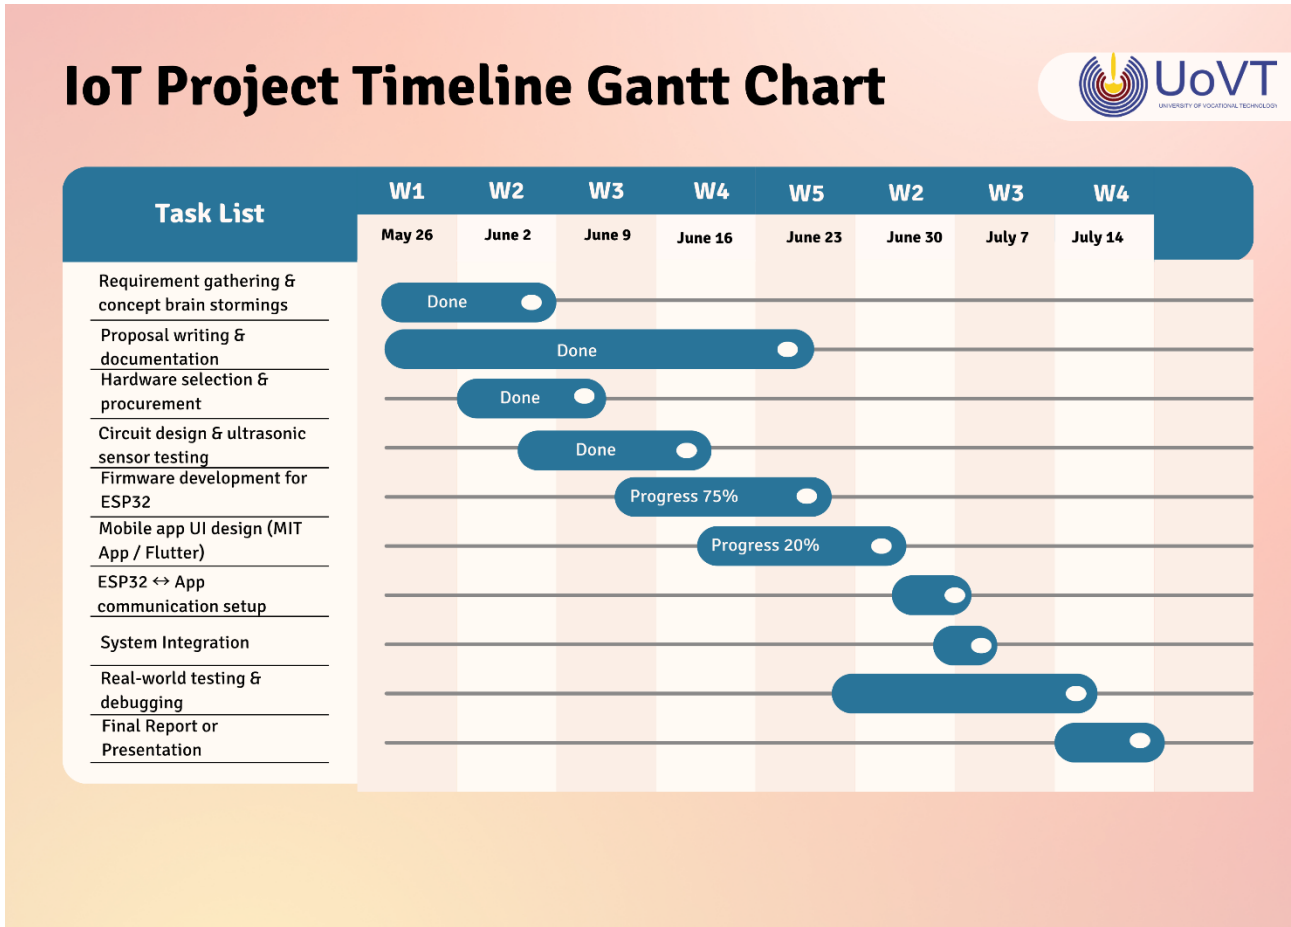 IoT Project Timeline Gantt Chart
UoVT
UNIVERSITY OF VOCATIONAL TECHNOLOGY
Task List
W1 W2 W3 W4 W5 W2 W3 W4
May 26 June 2 June 9 June 16 June 23 June 30 July 7 July 14
Requirement gathering &
concept brain stormings
Done
Proposal writing &
documentation
Done
Hardware selection &
procurement
Done
Circuit design & ultrasonic
sensor testing
Done
Firmware development for
ESP32
Progress 75%
Mobile app UI design (MIT
App / Flutter)
Progress 20%
ESP32 ↔ App
communication setup
System Integration
Real-world testing &
debugging
Final Report or
Presentation